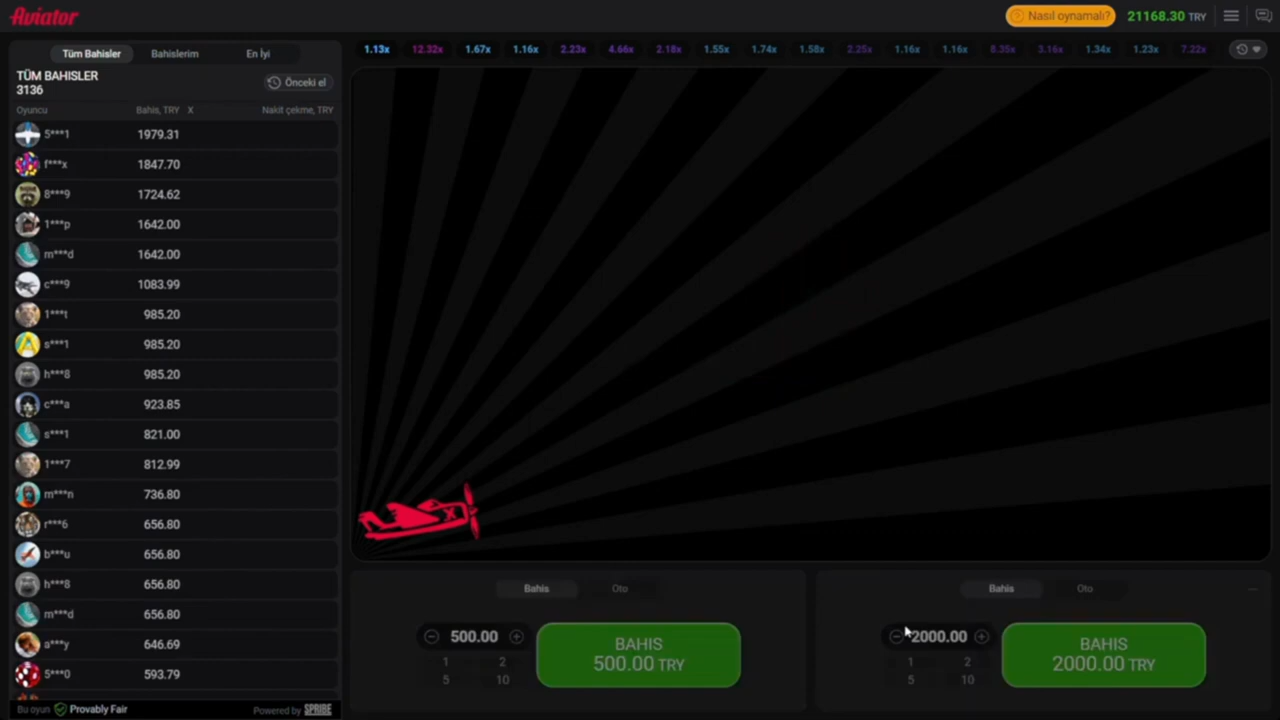 Aviator
Nasıl oynamalı?
21168.30 TRY
Tüm Bahisler Bahislerim En İyi
1.13x 12.32x 1.67x 1.16x 2.23x 4.66x 2.18x 1.55x 1.74x 1.58x 2.25x 1.16x 1.16x 8.35x 3.16x 1.34x 1.23x 7.22x
TÜM BAHISLER
3136
Önceki el
Oyuncu Bahis, TRY X Nakit çekme, TRY
5***1 1979.31
f***x 1847.70
8***9 1724.62
1***p 1642.00
m***d 1642.00
c***9 1083.99
1***t 985.20
s***1 985.20
h***8 985.20
c***a 923.85
s***1 821.00
1***7 812.99
m***n 736.80
r***6 656.80
b***u 656.80
h***8 656.80
m***d 656.80
a***y 646.69
5***0 593.79
Bu oyun Provably Fair Powered by SPRIBE
Bahis Oto
500.00
1 2
5 10
BAHIS
500.00 TRY
Bahis Oto
2000.00
1 2
5 10
BAHIS
2000.00 TRY